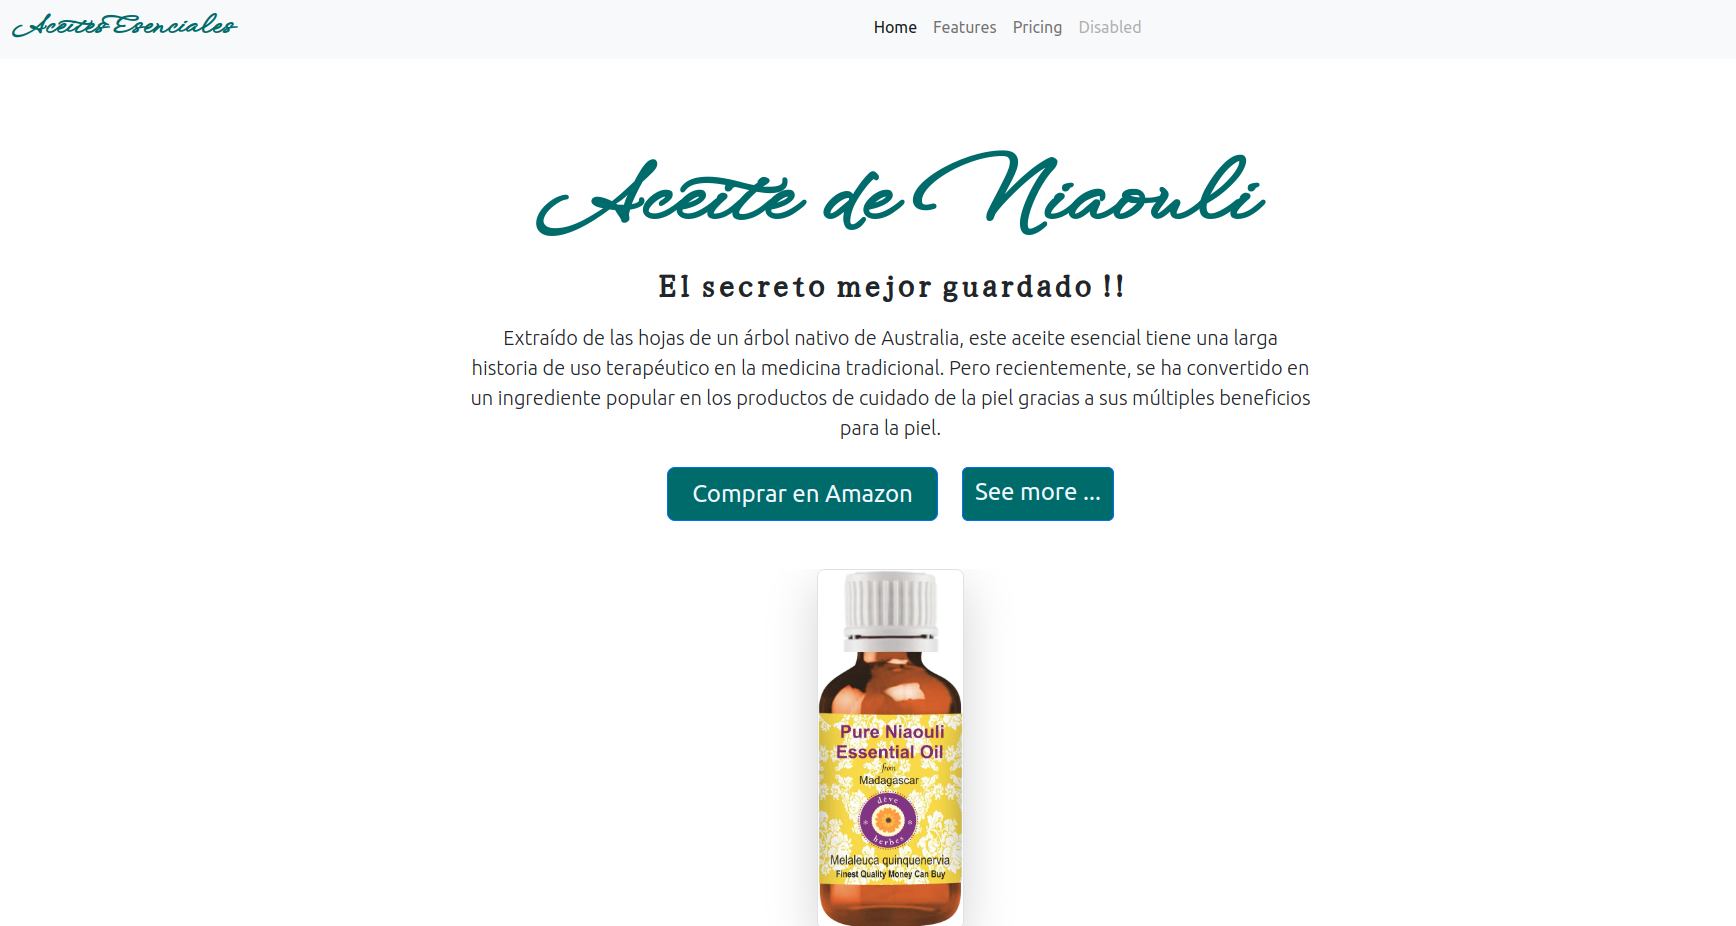 Aceites Esenciales
Home Features Pricing Disabled
Aceite de Niaouli
El secreto mejor guardado !!
Extraído de las hojas de un árbol nativo de Australia, este aceite esencial tiene una larga
historia de uso terapéutico en la medicina tradicional. Pero recientemente, se ha convertido en
un ingrediente popular en los productos de cuidado de la piel gracias a sus múltiples beneficios
para la piel.
Comprar en Amazon See more ...
Pure Niaouli
Essential Oil
from
Madagascar
dève
herbes
Melaleuca quinquenervia
Finest Quality Money Can Buy